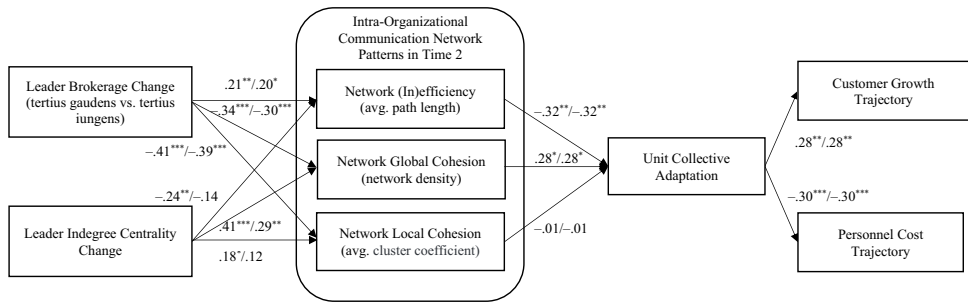 Intra-Organizational
Communication Network
Patterns in Time 2
Leader Brokerage Change
(tertius gaudens vs. tertius
iungens)
.21**/.20*
–.34***/–.30***
–.41***/–.39***
Network (In)efficiency
(avg. path length)
–.32**/–.32**
Customer Growth
Trajectory
.28**/.28**
Network Global Cohesion
(network density)
.28*/.28*
Unit Collective
Adaptation
–.24**/–.14
Leader Indegree Centrality
Change
.41***/.29**
.18*/.12
Network Local Cohesion
(avg. cluster coefficient)
–.01/–.01
–.30***/–.30***
Personnel Cost
Trajectory